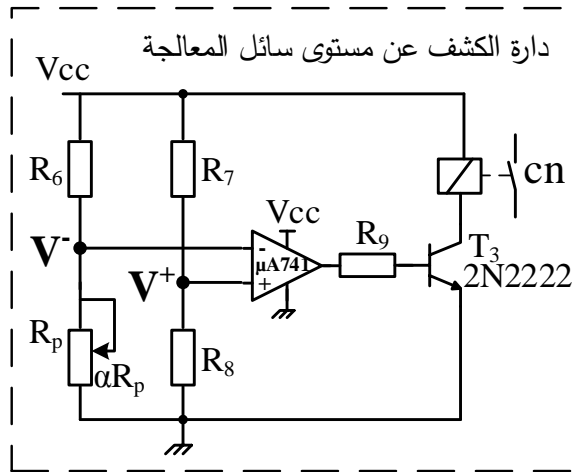 دارة الكشف عن مستوى سائل المعالجة
Vcc
R₆
R₇
cn
Vcc
R₉
V⁻
-
μA741
+
T₃
2N2222
V⁺
Rₚ
αRₚ
R₈